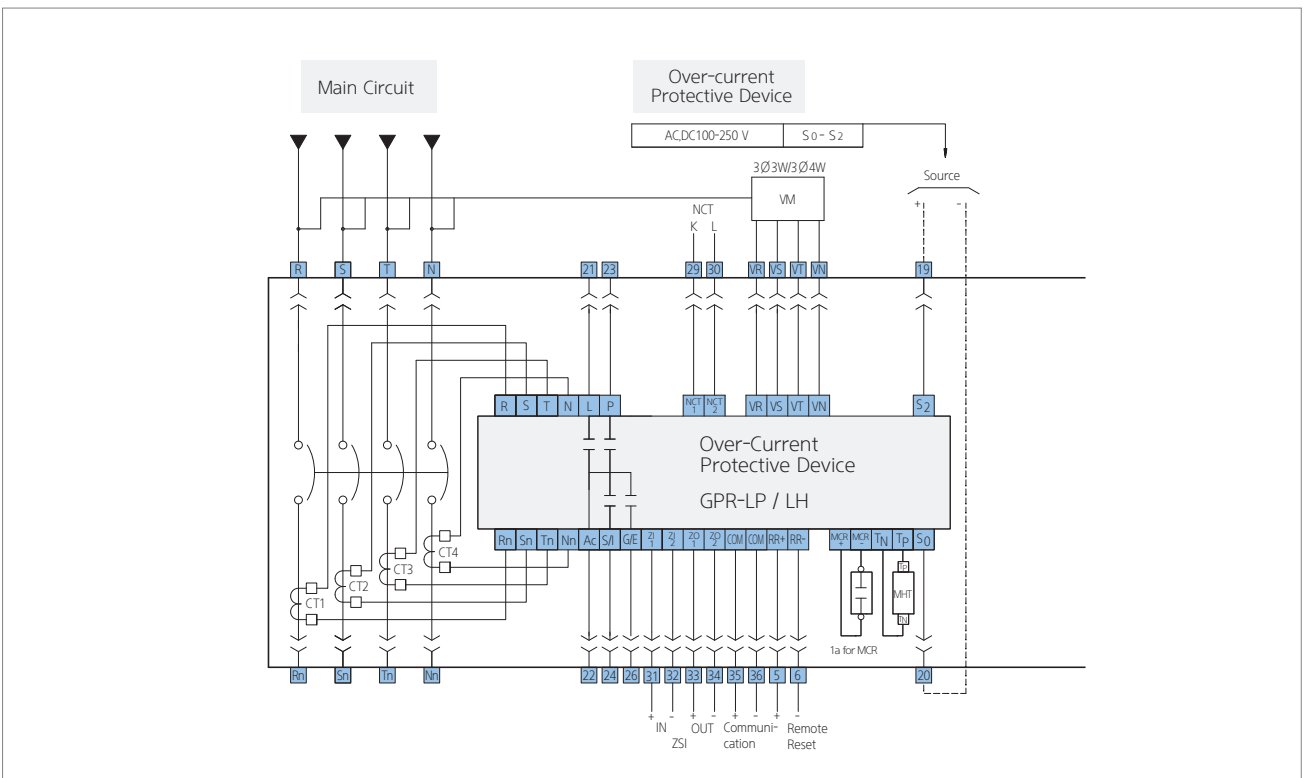 Main Circuit
Over-current
Protective Device
AC,DC100-250 V
S0 - S2
3Ø3W/3Ø4W
VM
Source
+ -
NCT
K L
R S T N 21 23 29 30 VR VS VT VN 19
R S T N L P NCT 1 NCT 2 VR VS VT VN S2
Over-Current
Protective Device
GPR-LP / LH
Rn Sn Tn Nn Ac S/I G/E ZI 1 ZI 2 ZO 1 ZO 2 COM COM RR+ RR- MCR + MCR - TN TP S0
CT4
CT3
CT2
CT1
TP
MHT
TN
1a for MCR
Rn Sn Tn Nn 22 24 26 31 32 33 34 35 36 5 6 20
+ - + - + - + -
IN OUT Communi-
cation
Remote
Reset
ZSI